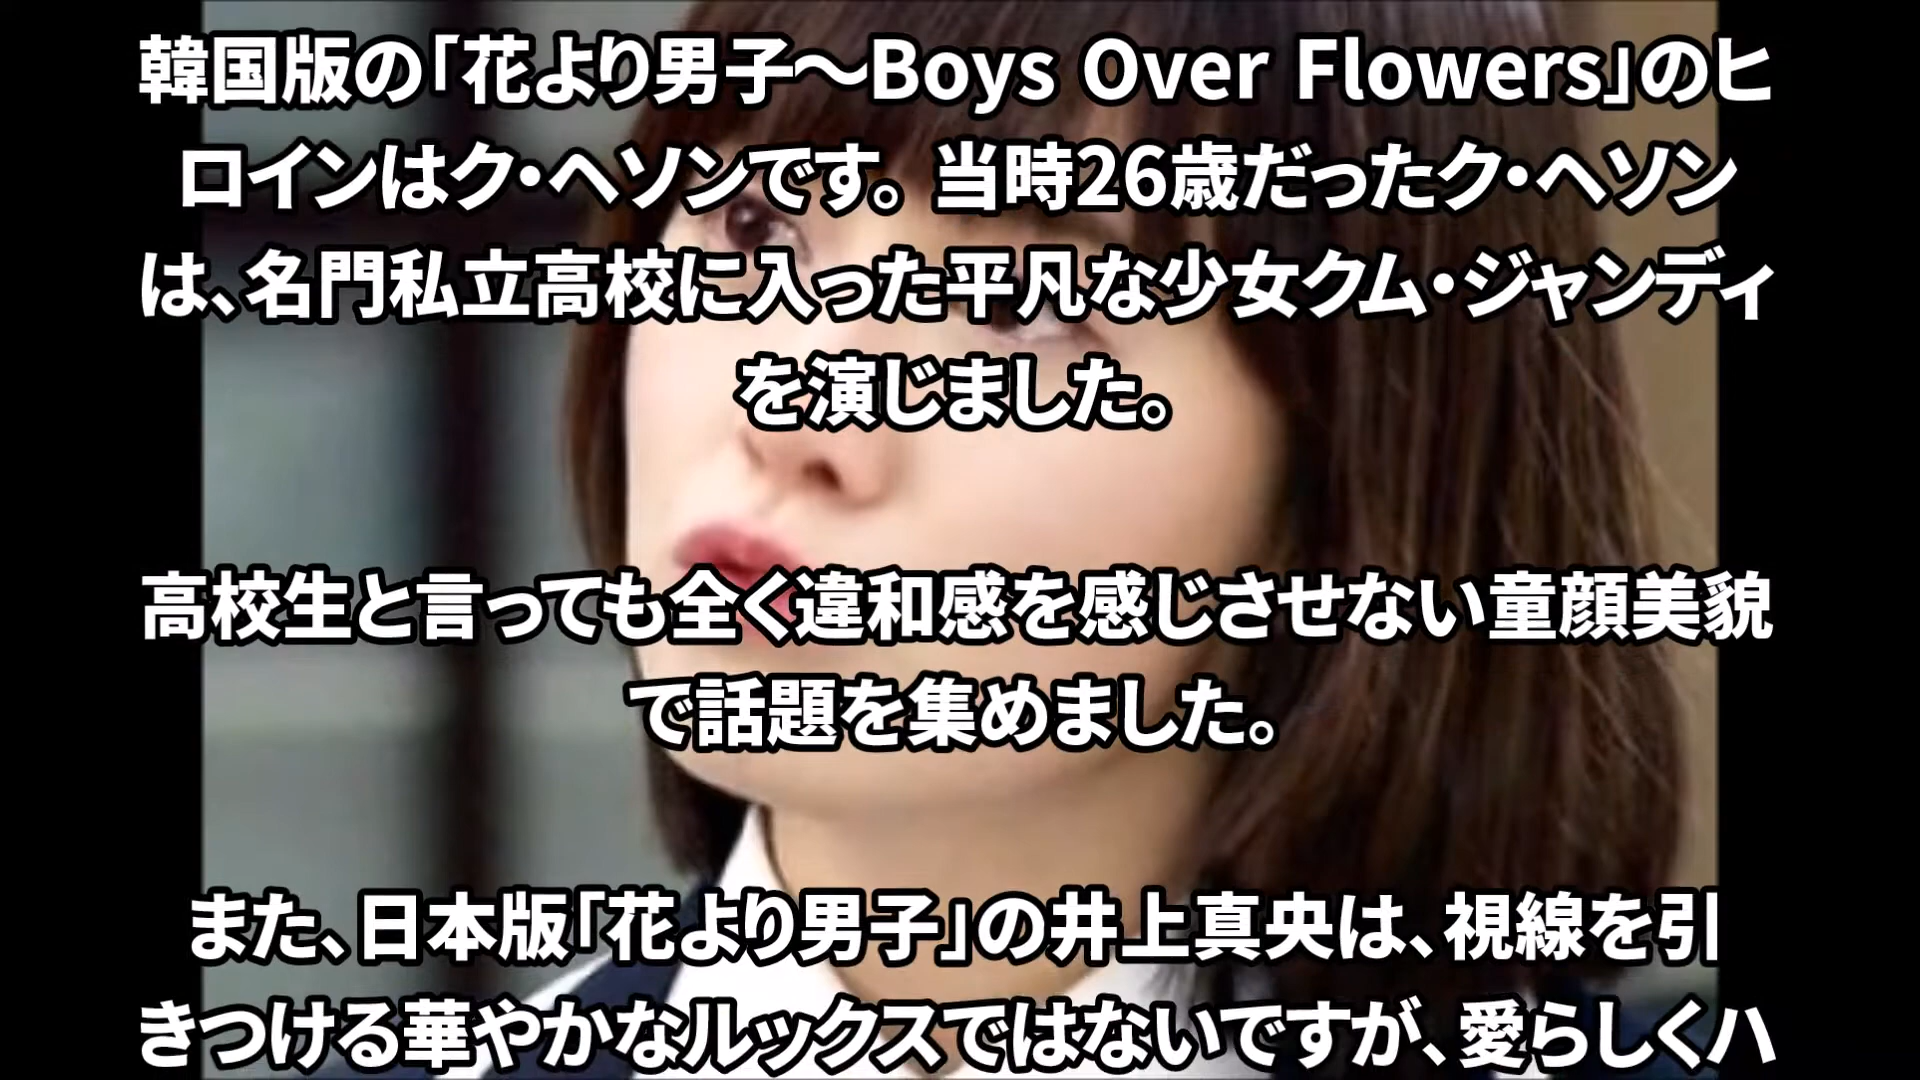 韓国版の「花より男子～Boys Over Flowers」のヒ
ロインはク・ヘソンです。当時26歳だったク・ヘソン
は、名門私立高校に入った平凡な少女クム・ジャンディ
を演じました。
高校生と言っても全く違和感を感じさせない童顔美貌
で話題を集めました。
また、日本版「花より男子」の井上真央は、視線を引
きつける華やかなルックスではないですが、愛らしくハ